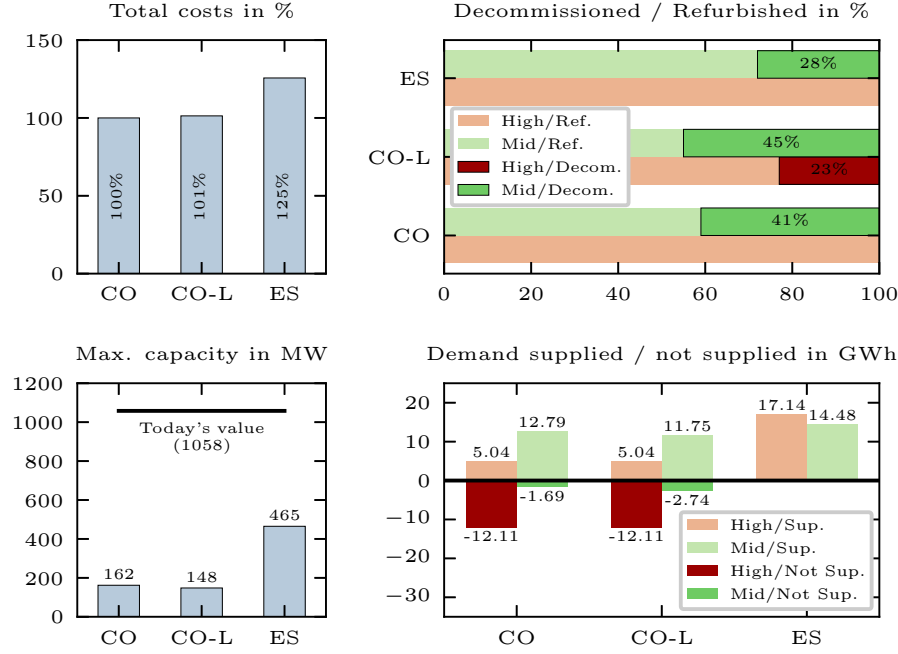 Total costs in %
150
100
50
0
100%
101%
125%
CO
CO-L
ES
Decommissioned / Refurbished in %
ES
CO-L
CO
28%
45%
23%
41%
High/Ref.
Mid/Ref.
High/Decom.
Mid/Decom.
0
20
40
60
80
100
Max. capacity in MW
1200
1000
800
600
400
200
0
Today's value
(1058)
162
148
465
CO
CO-L
ES
Demand supplied / not supplied in GWh
20
10
0
−10
−20
−30
5.04
12.79
-12.11
-1.69
5.04
11.75
-12.11
-2.74
17.14
14.48
High/Sup.
Mid/Sup.
High/Not Sup.
Mid/Not Sup.
CO
CO-L
ES